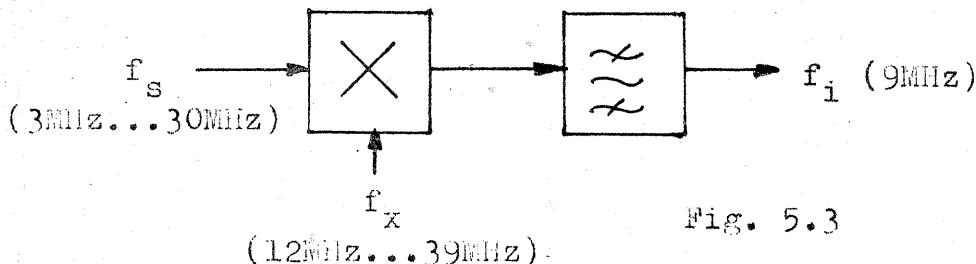 f_s
(3MHz...30MHz)
f_x
(12MHz...39MHz)
f_i (9MHz)
Fig. 5.3